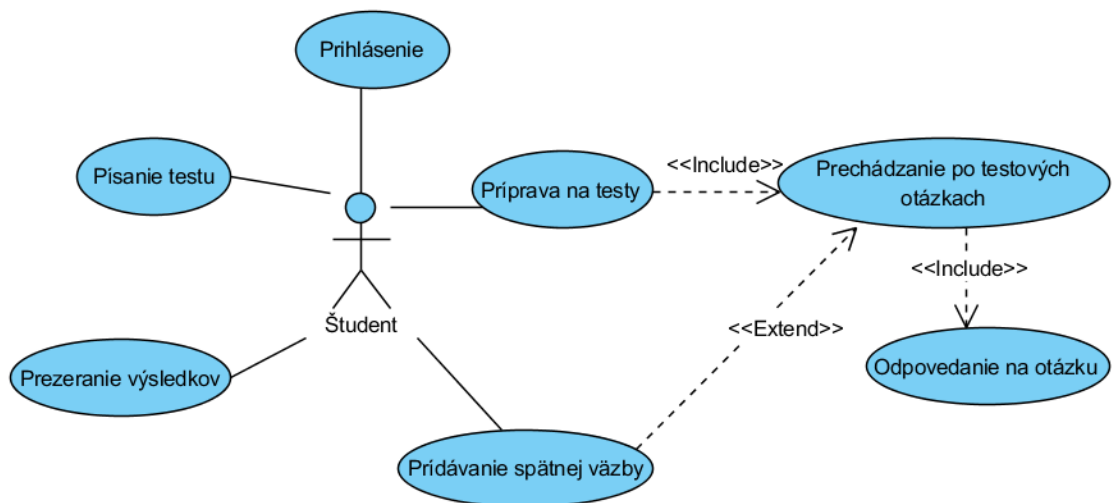 Prihlásenie
Písanie testu
Príprava na testy
<<Include>>
Prechádzanie po testových
otázkach
<<Include>>
Študent
<<Extend>>
Prezeranie výsledkov
Odpovedanie na otázku
Prídávanie spätnej väzby